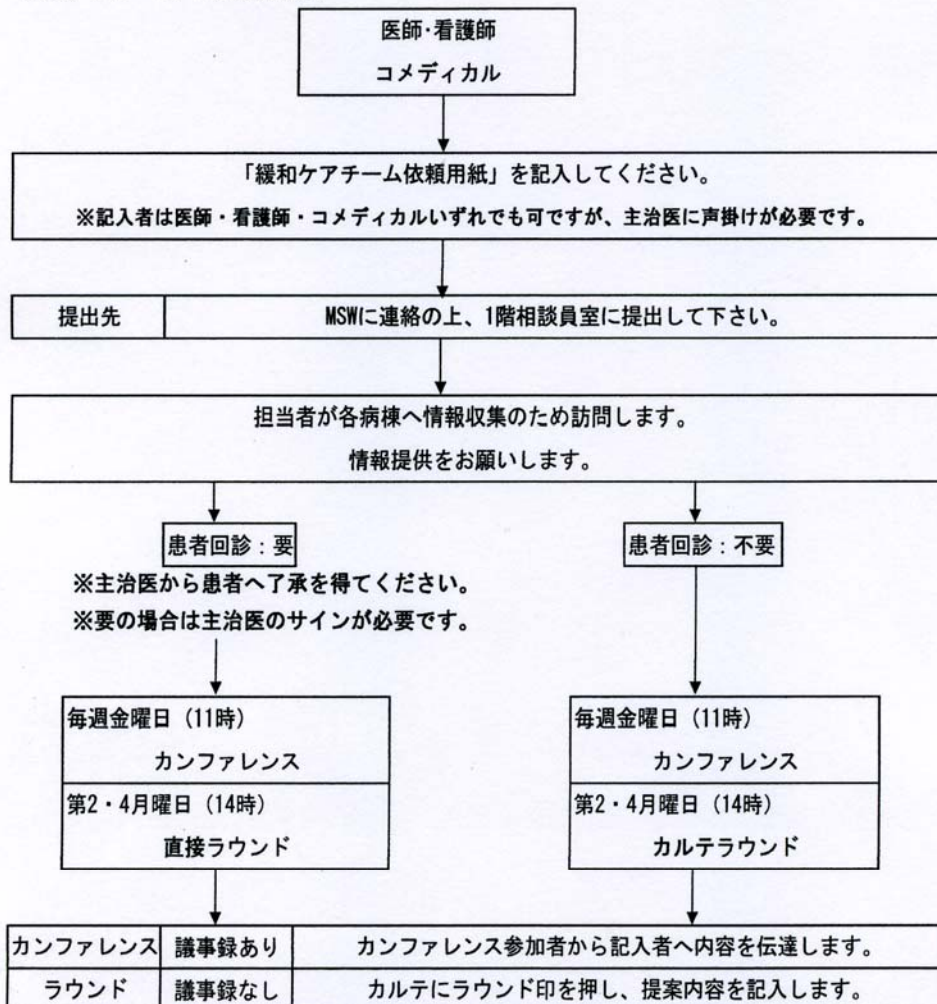 医師・看護師
コメディカル
「緩和ケアチーム依頼用紙」を記入してください。
※記入者は医師・看護師・コメディカルいずれでも可ですが、主治医に声掛けが必要です。
提出先 MSWに連絡の上、1階相談員室に提出して下さい。
担当者が各病棟へ情報収集のため訪問します。
情報提供をお願いします。
患者回診：要 患者回診：不要
※主治医から患者へ了承を得てください。
※要の場合は主治医のサインが必要です。
毎週金曜日（11時）
カンファレンス
第2・4月曜日（14時）
直接ラウンド
毎週金曜日（11時）
カンファレンス
第2・4月曜日（14時）
カルテラウンド
カンファレンス 議事録あり カンファレンス参加者から記入者へ内容を伝達します。
ラウンド 議事録なし カルテにラウンド印を押し、提案内容を記入します。